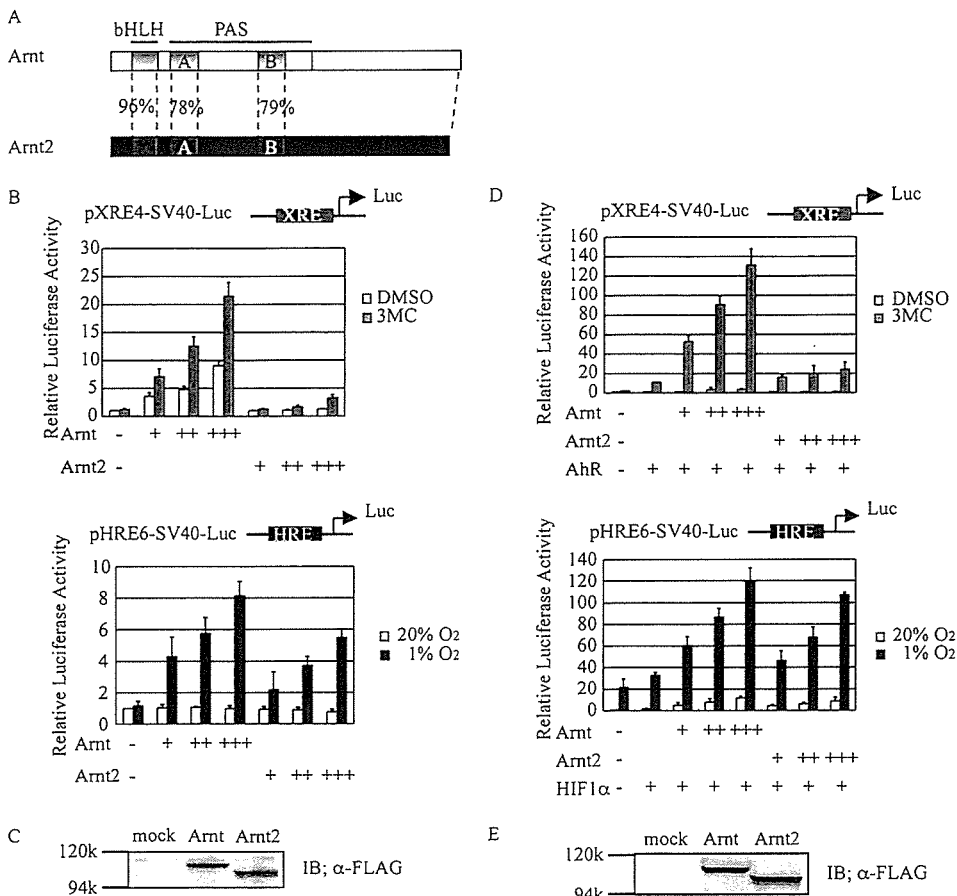 A
bHLH PAS
Arnt
A B
96% 78% 79%
Arnt2
A B
B
pXRE4-SV40-Luc XRE Luc
Relative Luciferase Activity
30
25
20
15
10
5
0
DMSO
3MC
Arnt - + ++ +++
Arnt2 - + ++ +++
pHRE6-SV40-Luc HRE Luc
Relative Luciferase Activity
10
8
6
4
2
0
20% O2
1% O2
Arnt - + ++ +++
Arnt2 - + ++ +++
C
mock Arnt Arnt2
120k
94k
IB; α-FLAG
D
pXRE4-SV40-Luc XRE Luc
Relative Luciferase Activity
160
140
120
100
80
60
40
20
0
DMSO
3MC
Arnt + ++ +++
Arnt2 + ++ +++
AhR - + + + + + + +
pHRE6-SV40-Luc HRE Luc
Relative Luciferase Activity
140
120
100
80
60
40
20
0
20% O2
1% O2
Arnt + ++ +++
Arnt2 + ++ +++
HIF1α - + + + + + + +
E
mock Arnt Arnt2
120k
94k
IB; α-FLAG